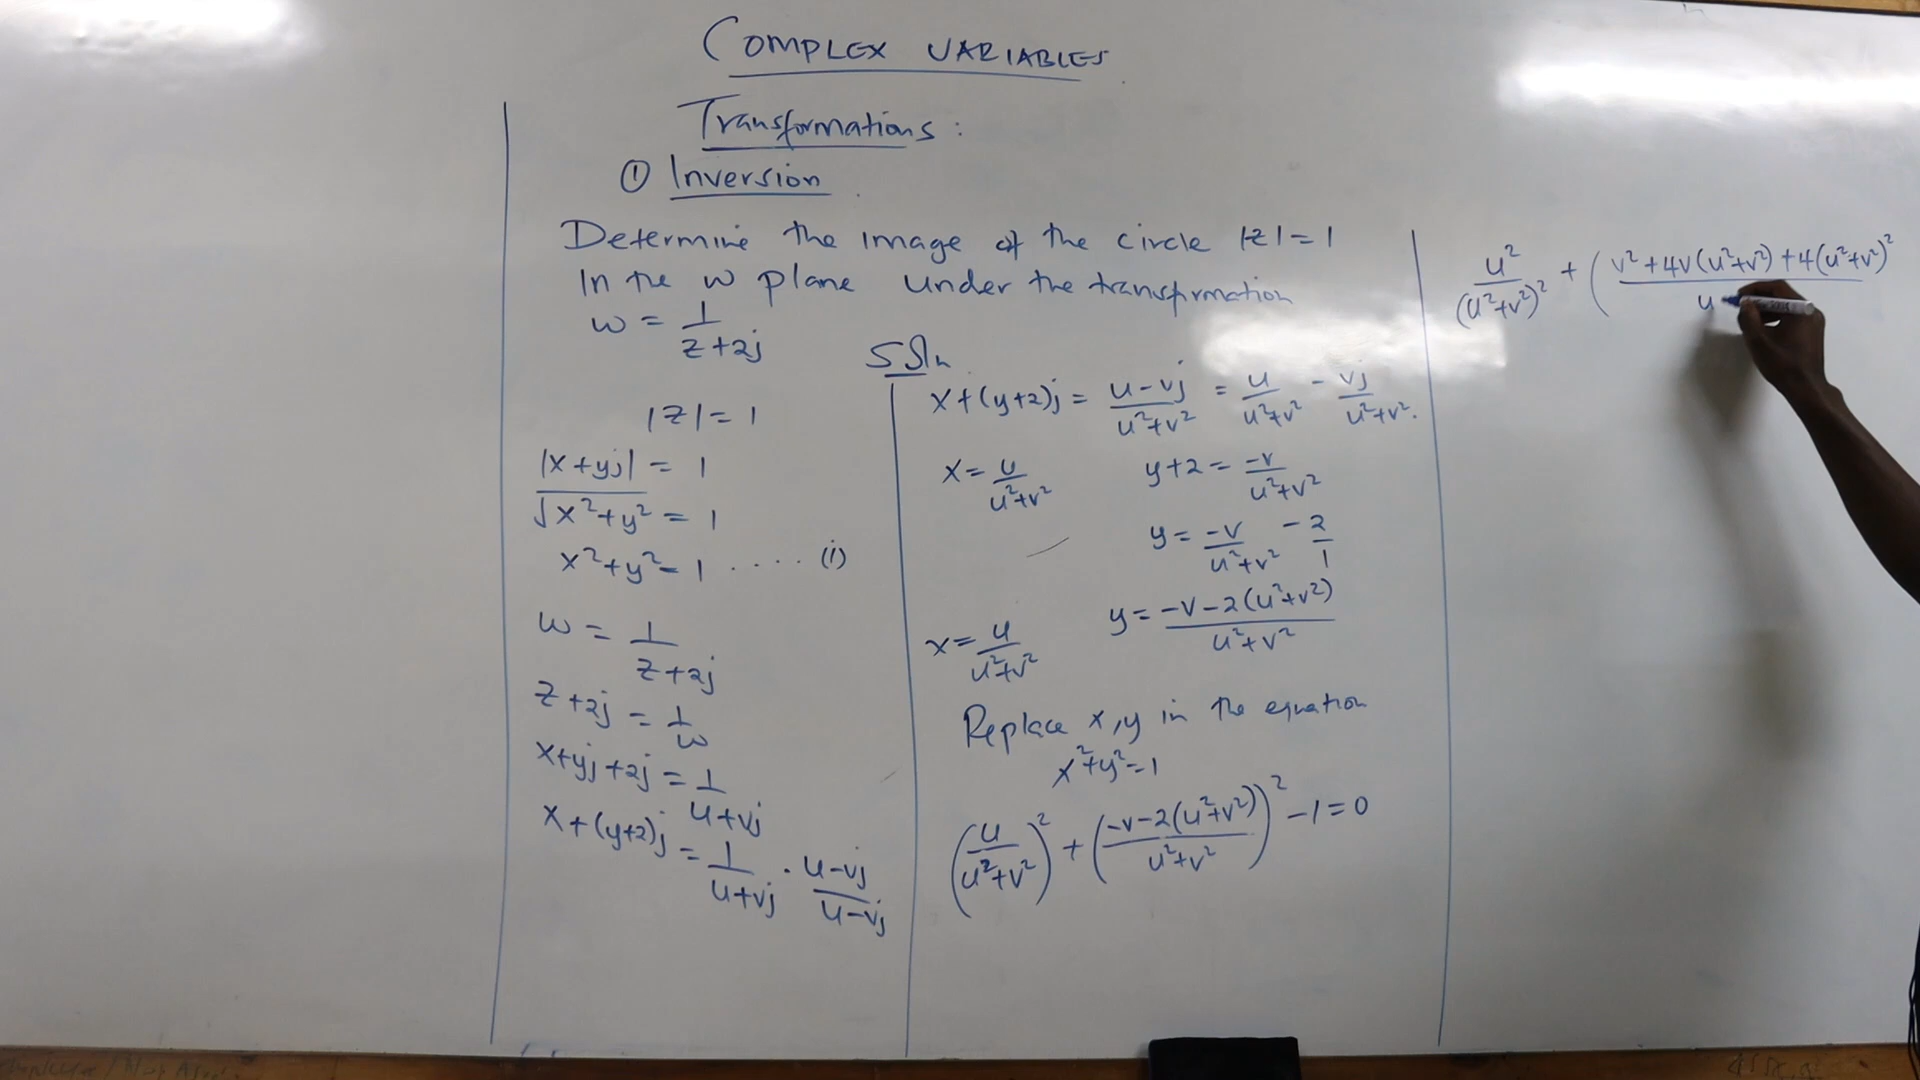 COMPLEX VARIABLES
Transformations:
① Inversion
Determine the image of the circle |z| = 1
In the w plane under the transformation
w = 1/(z+2j)
Soln
|z| = 1
|x+yj| = 1
√(x²+y²) = 1
x²+y² = 1 .... (i)
w = 1/(z+2j)
z+2j = 1/w
x+yj+2j = 1/(u+vj)
x+(y+2)j = 1/(u+vj) · (u-vj)/(u-vj)
x+(y+2)j = (u-vj)/(u²+v²) = u/(u²+v²) - vj/(u²+v²).
x = u/(u²+v²) y+2 = -v/(u²+v²)
y = -v/(u²+v²) - 2/1
x = u/(u²+v²) y = (-v-2(u²+v²))/(u²+v²)
Replace x,y in the equation
x²+y²=1
(u/(u²+v²))² + ((-v-2(u²+v²))/(u²+v²))² -1=0
u²/(u²+v²)² + ((v²+4v(u²+v²)+4(u²+v²)²)/u